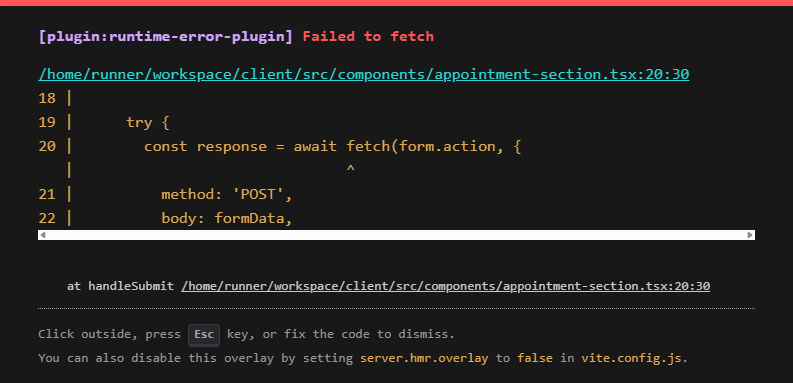 [plugin:runtime-error-plugin] Failed to fetch
/home/runner/workspace/client/src/components/appointment-section.tsx:20:30
18 |
19 |      try {
20 |        const response = await fetch(form.action, {
   |                               ^
21 |          method: 'POST',
22 |          body: formData,
at handleSubmit /home/runner/workspace/client/src/components/appointment-section.tsx:20:30
Click outside, press Esc key, or fix the code to dismiss.
You can also disable this overlay by setting server.hmr.overlay to false in vite.config.js.